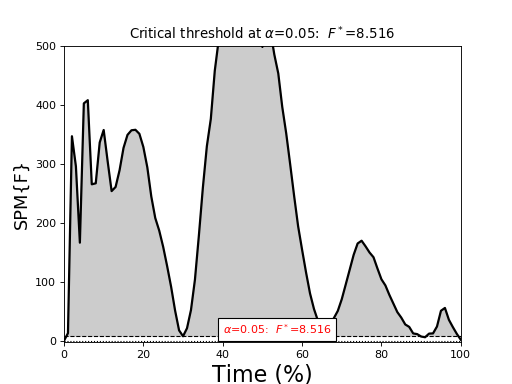 Critical threshold at α=0.05: F*=8.516
500
400
300
200
100
0
SPM{F}
α=0.05: F*=8.516
0 20 40 60 80 100
Time (%)